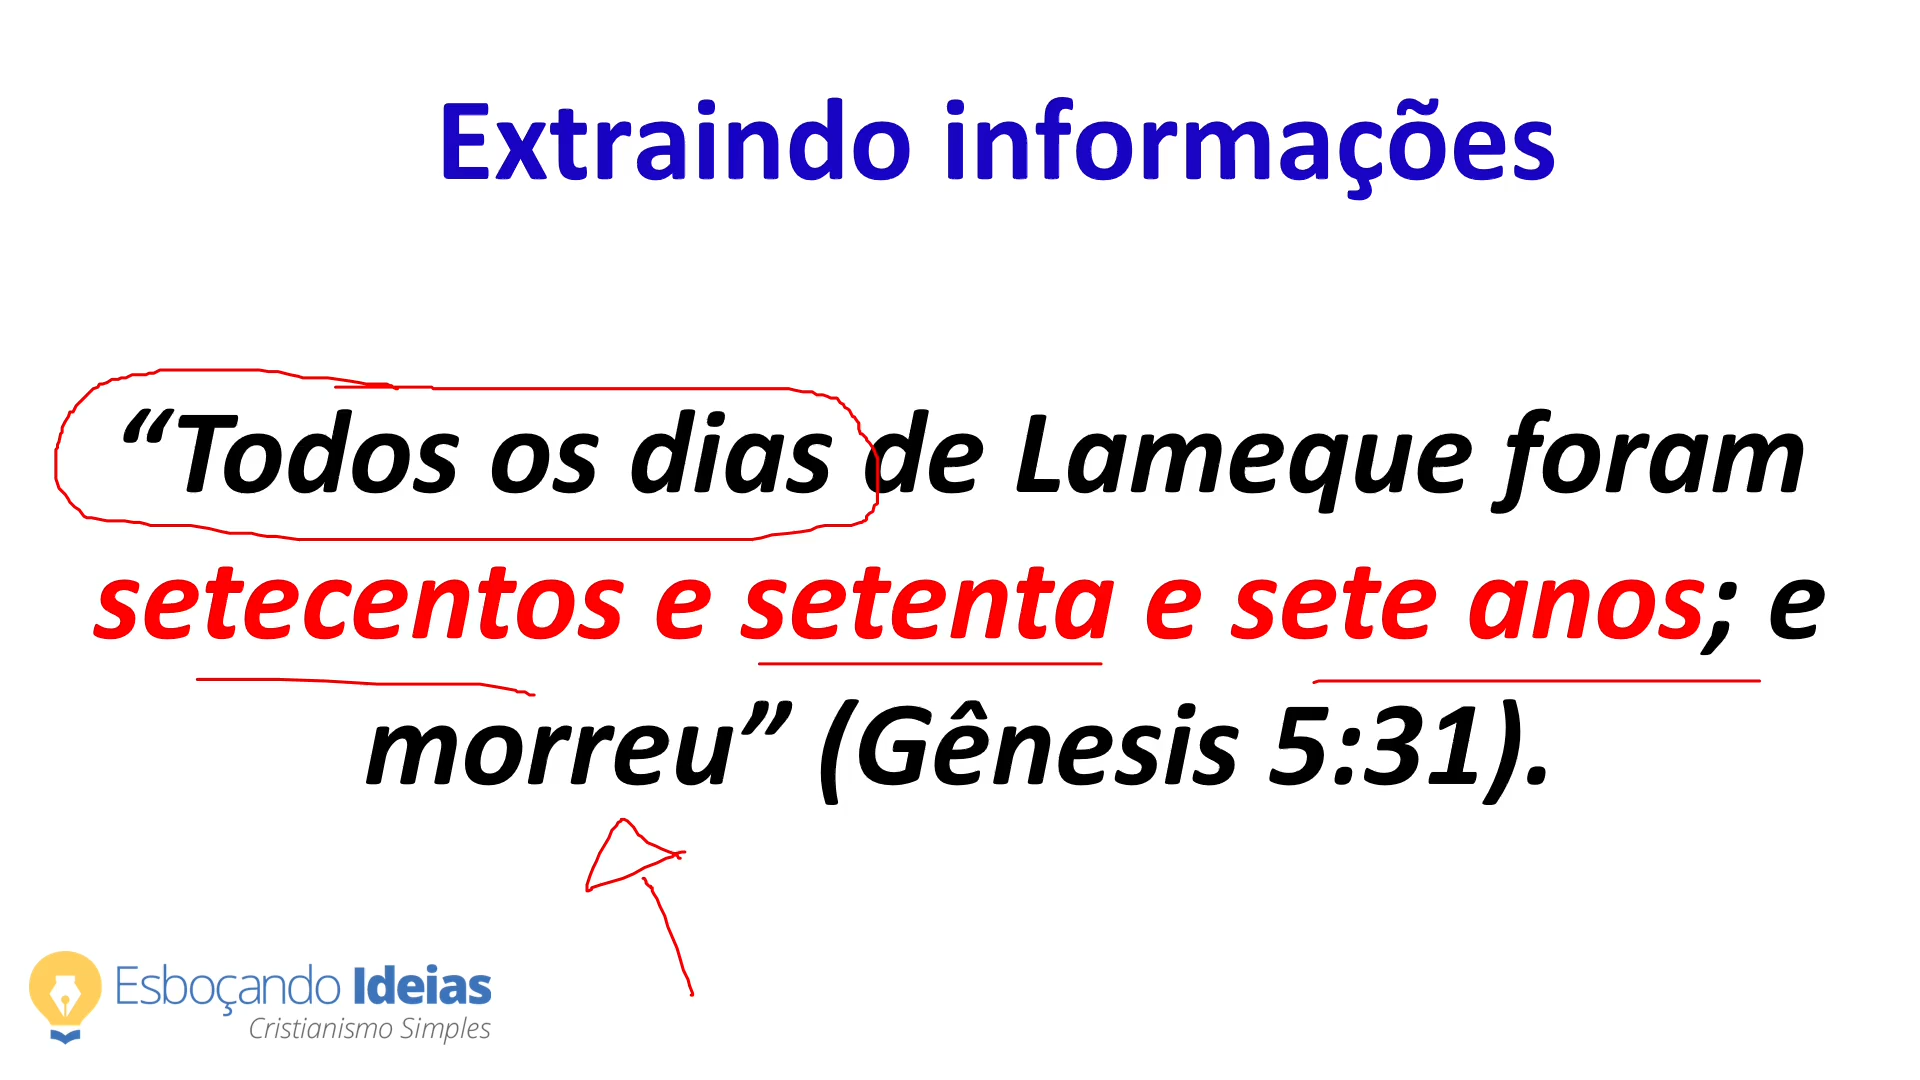 Extraindo informações
“Todos os dias de Lameque foram
setecentos e setenta e sete anos; e
morreu” (Gênesis 5:31).
Esboçando Ideias
Cristianismo Simples